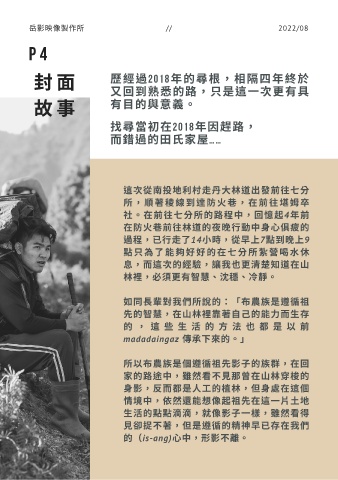 岳影映像製作所 // 2022/08
P4
封面
故事
歷經過2018年的尋根，相隔四年終於
又回到熟悉的路，只是這一次更有具
有目的與意義。
找尋當初在2018年因趕路，
而錯過的田氏家屋……
這次從南投地利村走丹大林道出發前往七分
所，順著稜線到達防火巷，在前往堪姆卒
社。在前往七分所的路程中，回憶起4年前
在防火巷前往林道的夜晚行動中身心俱疲的
過程，已行走了14小時，從早上7點到晚上9
點只為了能夠好好的在七分所紮營喝水休
息，而這次的經驗，讓我也更清楚知道在山
林裡，必須更有智慧、沈穩、冷靜。
如同長輩對我們所說的：「布農族是遵循祖
先的智慧，在山林裡靠著自己的能力而生存
的，這些生活的方法也都是以前
madadaingaz 傳承下來的。」
所以布農族是個遵循祖先影子的族群，在回
家的路途中，雖然看不見那曾在山林穿梭的
身影，反而都是人工的植林，但身處在這個
情境中，依然還能想像起祖先在這一片土地
生活的點點滴滴，就像影子一樣，雖然看得
見卻捉不著，但是遵循的精神早已存在我們
的（is-ang)心中，形影不離。